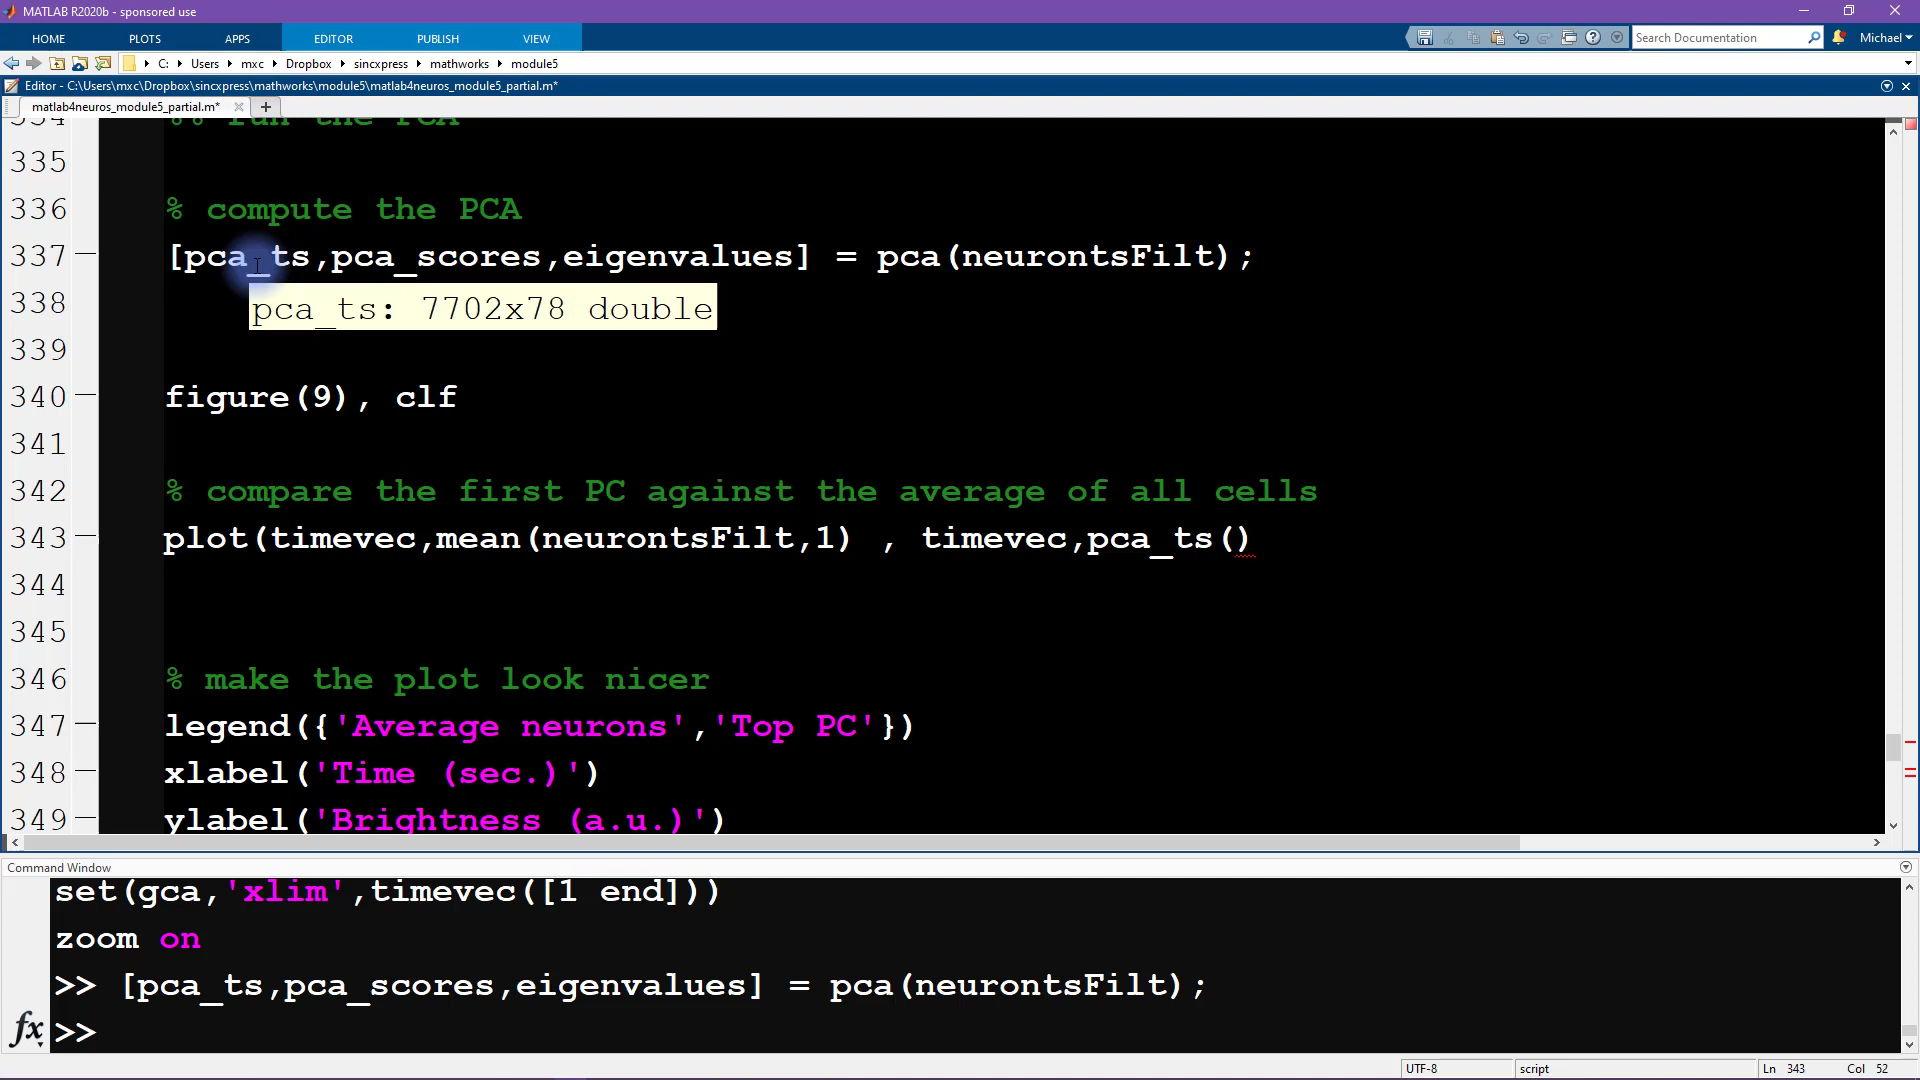 MATLAB R2020b - sponsored use
HOME PLOTS APPS EDITOR PUBLISH VIEW Search Documentation Michael
C: Users mxc Dropbox sincxpress mathworks module5
Editor - C:\Users\mxc\Dropbox\sincxpress\mathworks\module5\matlab4neuros_module5_partial.m*
matlab4neuros_module5_partial.m*
334 %% run the PCA
335
336 % compute the PCA
337 [pca_ts,pca_scores,eigenvalues] = pca(neurontsFilt);
338 pca_ts: 7702x78 double
339
340 figure(9), clf
341
342 % compare the first PC against the average of all cells
343 plot(timevec,mean(neurontsFilt,1) , timevec,pca_ts()
344
345
346 % make the plot look nicer
347 legend({'Average neurons','Top PC'})
348 xlabel('Time (sec.)')
349 ylabel('Brightness (a.u.)')
Command Window
set(gca,'xlim',timevec([1 end]))
zoom on
>> [pca_ts,pca_scores,eigenvalues] = pca(neurontsFilt);
fx >>
UTF-8 script Ln 343 Col 52